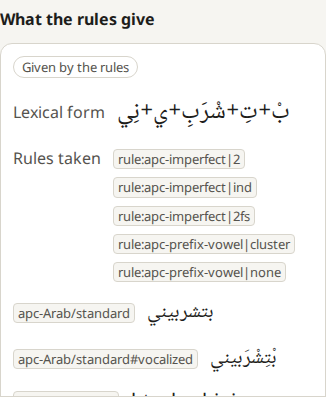 What the rules give
Given by the rules
Lexical form بْ+تِ+شْرَبِ+ي+نِي
Rules taken rule:apc-imperfect|2
rule:apc-imperfect|ind
rule:apc-imperfect|2fs
rule:apc-prefix-vowel|cluster
rule:apc-prefix-vowel|none
apc-Arab/standard بتشربيني
apc-Arab/standard#vocalized بْتِشْرَبيني